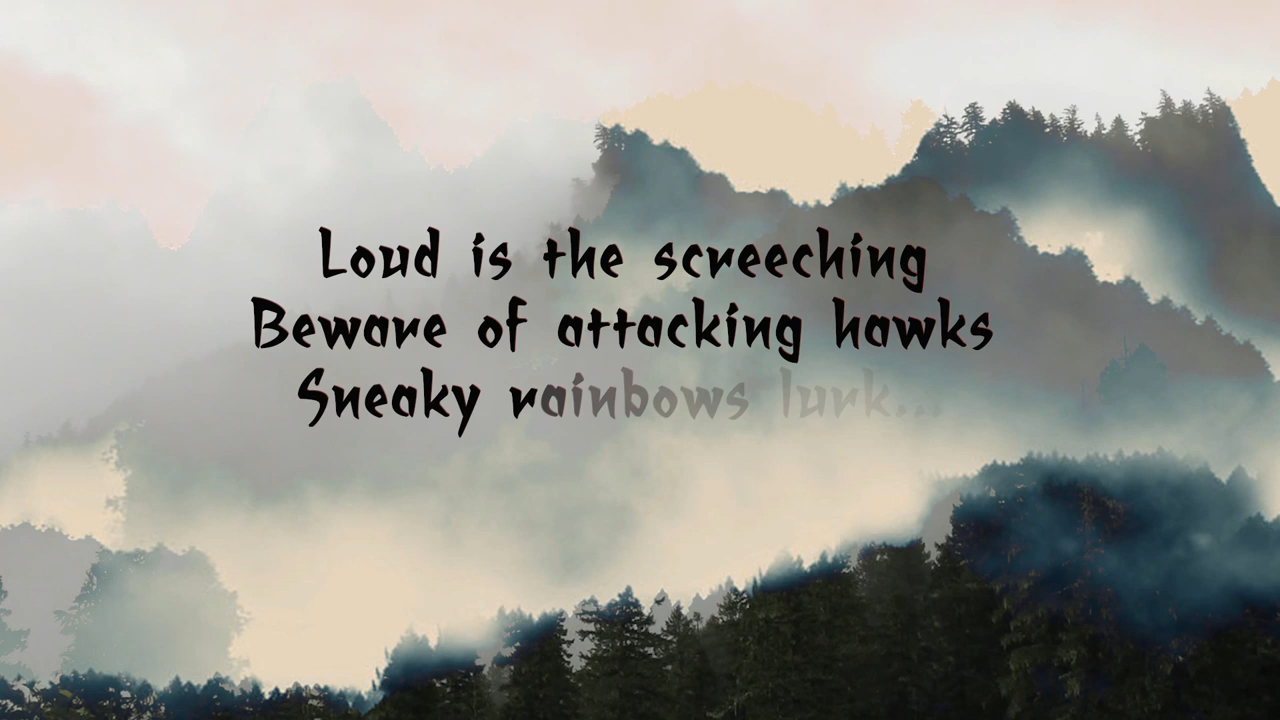 Loud is the screeching
Beware of attacking hawks
Sneaky rainbows lurk...